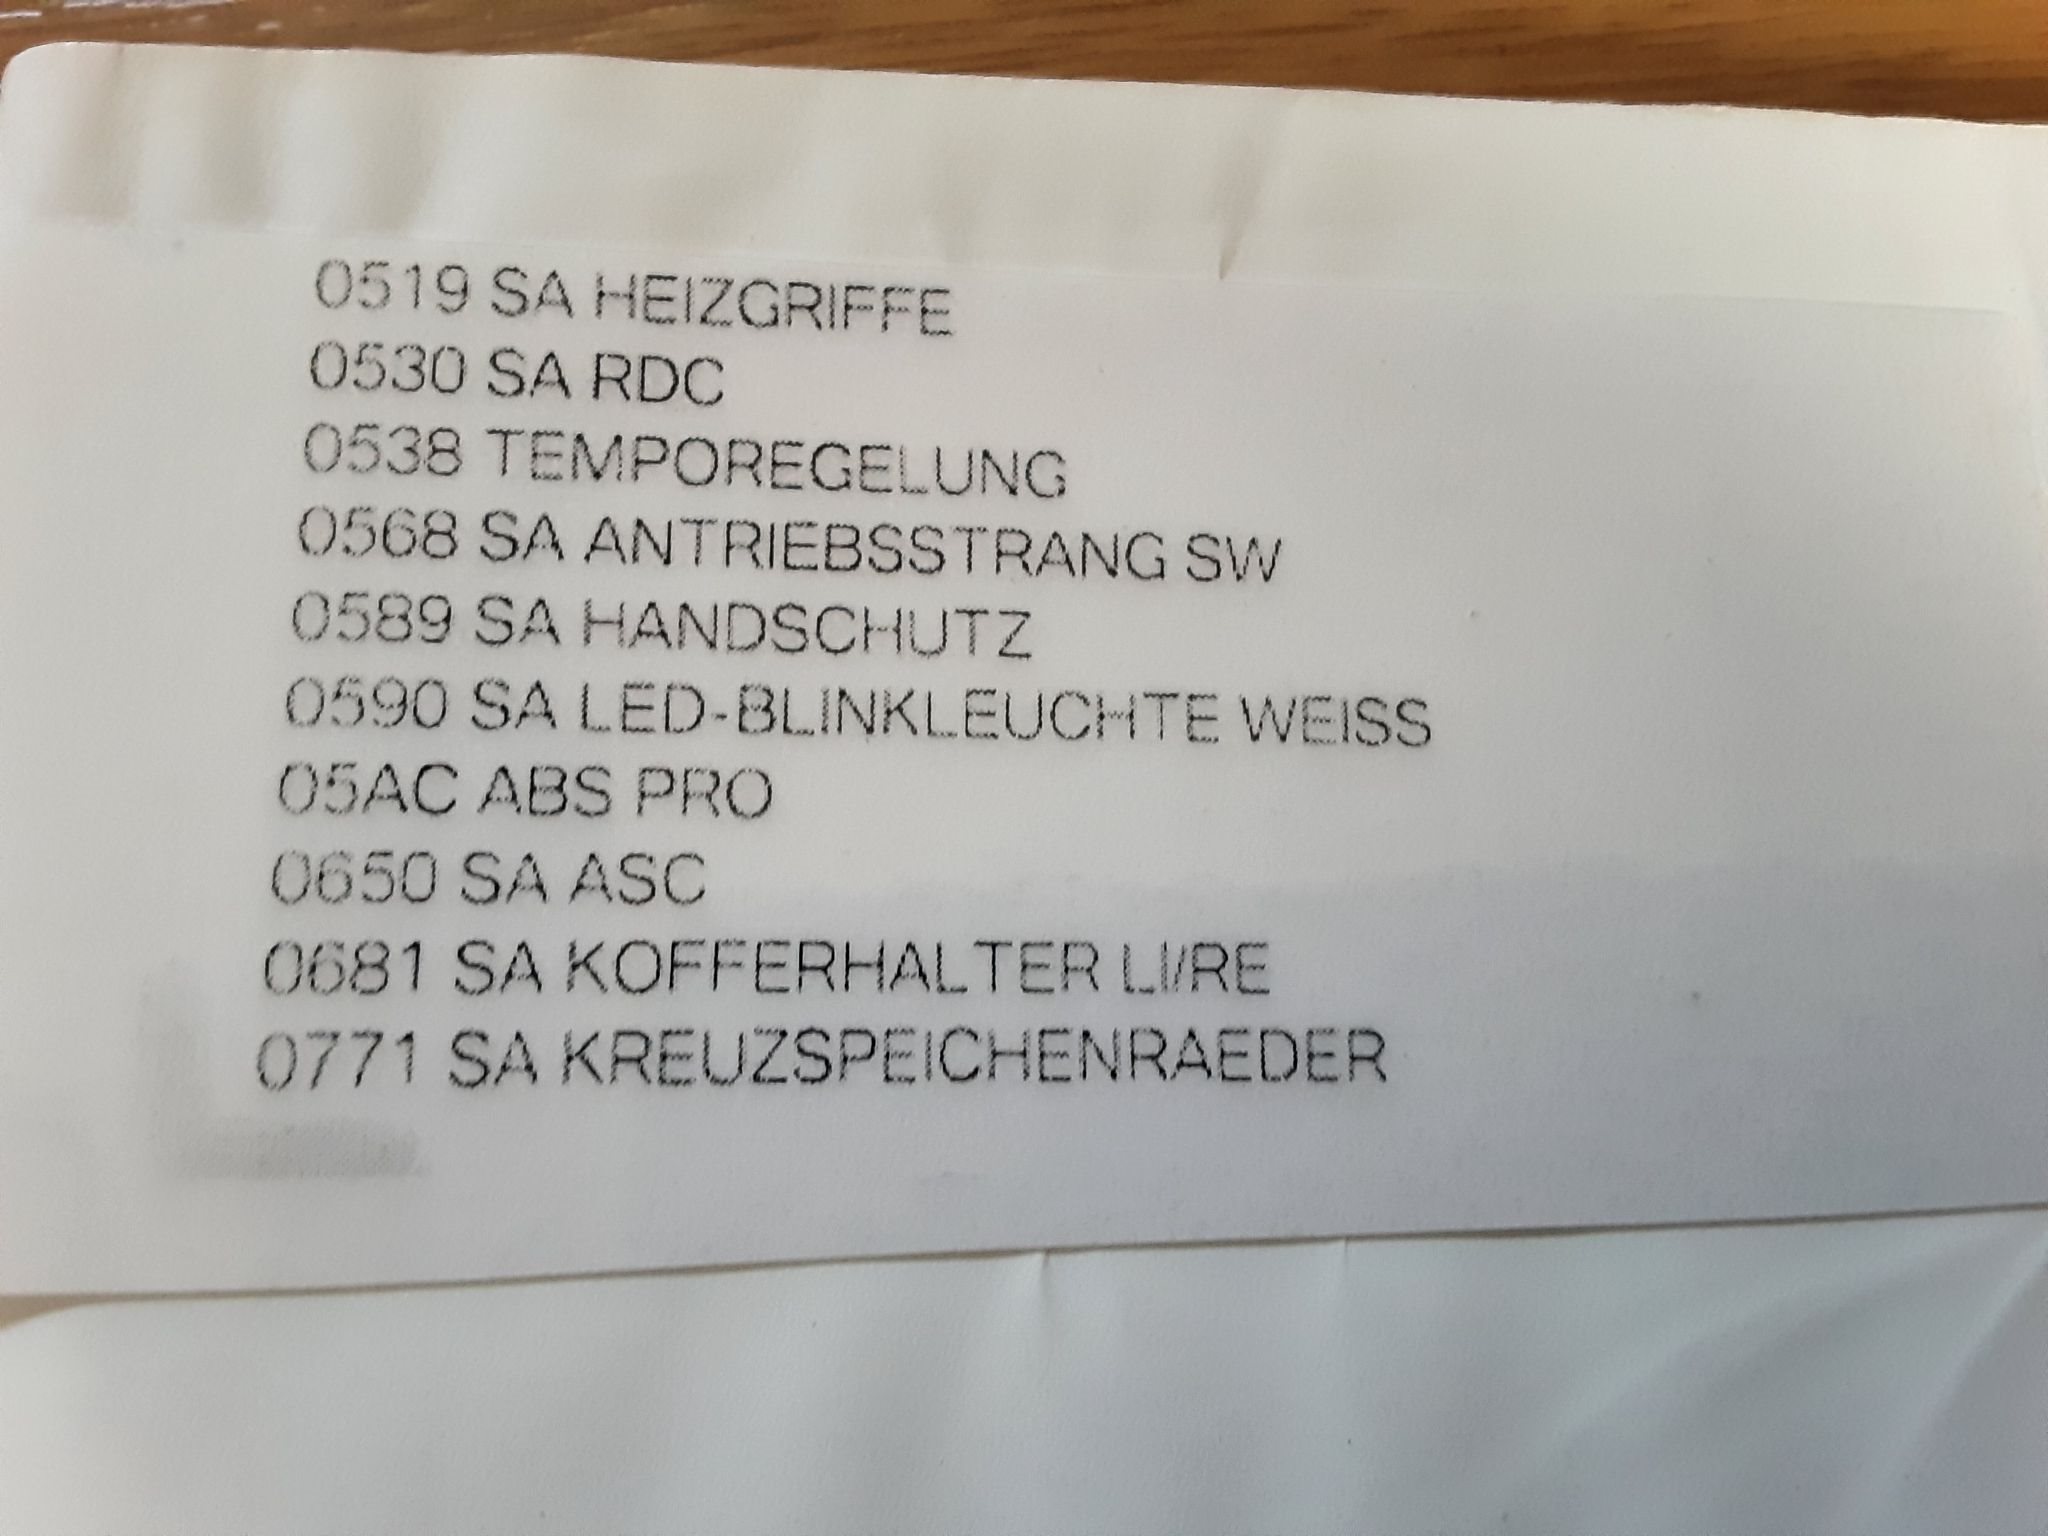 0519 SA HEIZGRIFFE
0530 SA RDC
0538 TEMPOREGELUNG
0568 SA ANTRIEBSSTRANG SW
0589 SA HANDSCHUTZ
0590 SA LED-BLINKLEUCHTE WEISS
05AC ABS PRO
0650 SA ASC
0681 SA KOFFERHALTER LI/RE
0771 SA KREUZSPEICHENRAEDER